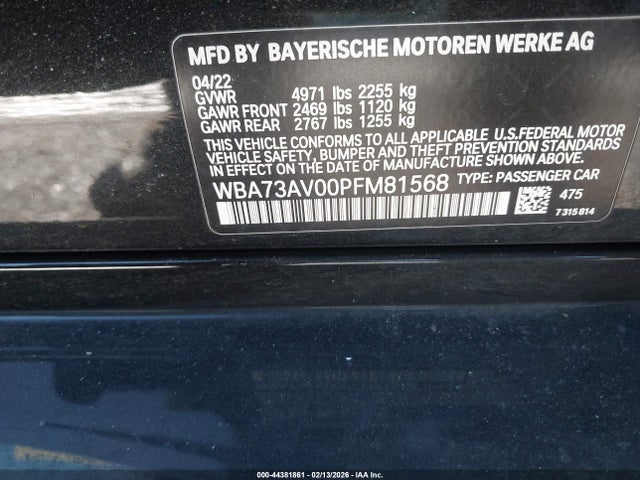 MFD BY BAYERISCHE MOTOREN WERKE AG
04/22
GVWR 4971 lbs 2255 kg
GAWR FRONT 2469 lbs 1120 kg
GAWR REAR 2767 lbs 1255 kg
THIS VEHICLE CONFORMS TO ALL APPLICABLE U.S.FEDERAL MOTOR
VEHICLE SAFETY, BUMPER AND THEFT PREVENTION STANDARDS
IN EFFECT ON THE DATE OF MANUFACTURE SHOWN ABOVE.
WBA73AV00PFM81568 TYPE: PASSENGER CAR
475
7315814
000-44381861 - 02/13/2026 - IAA Inc.